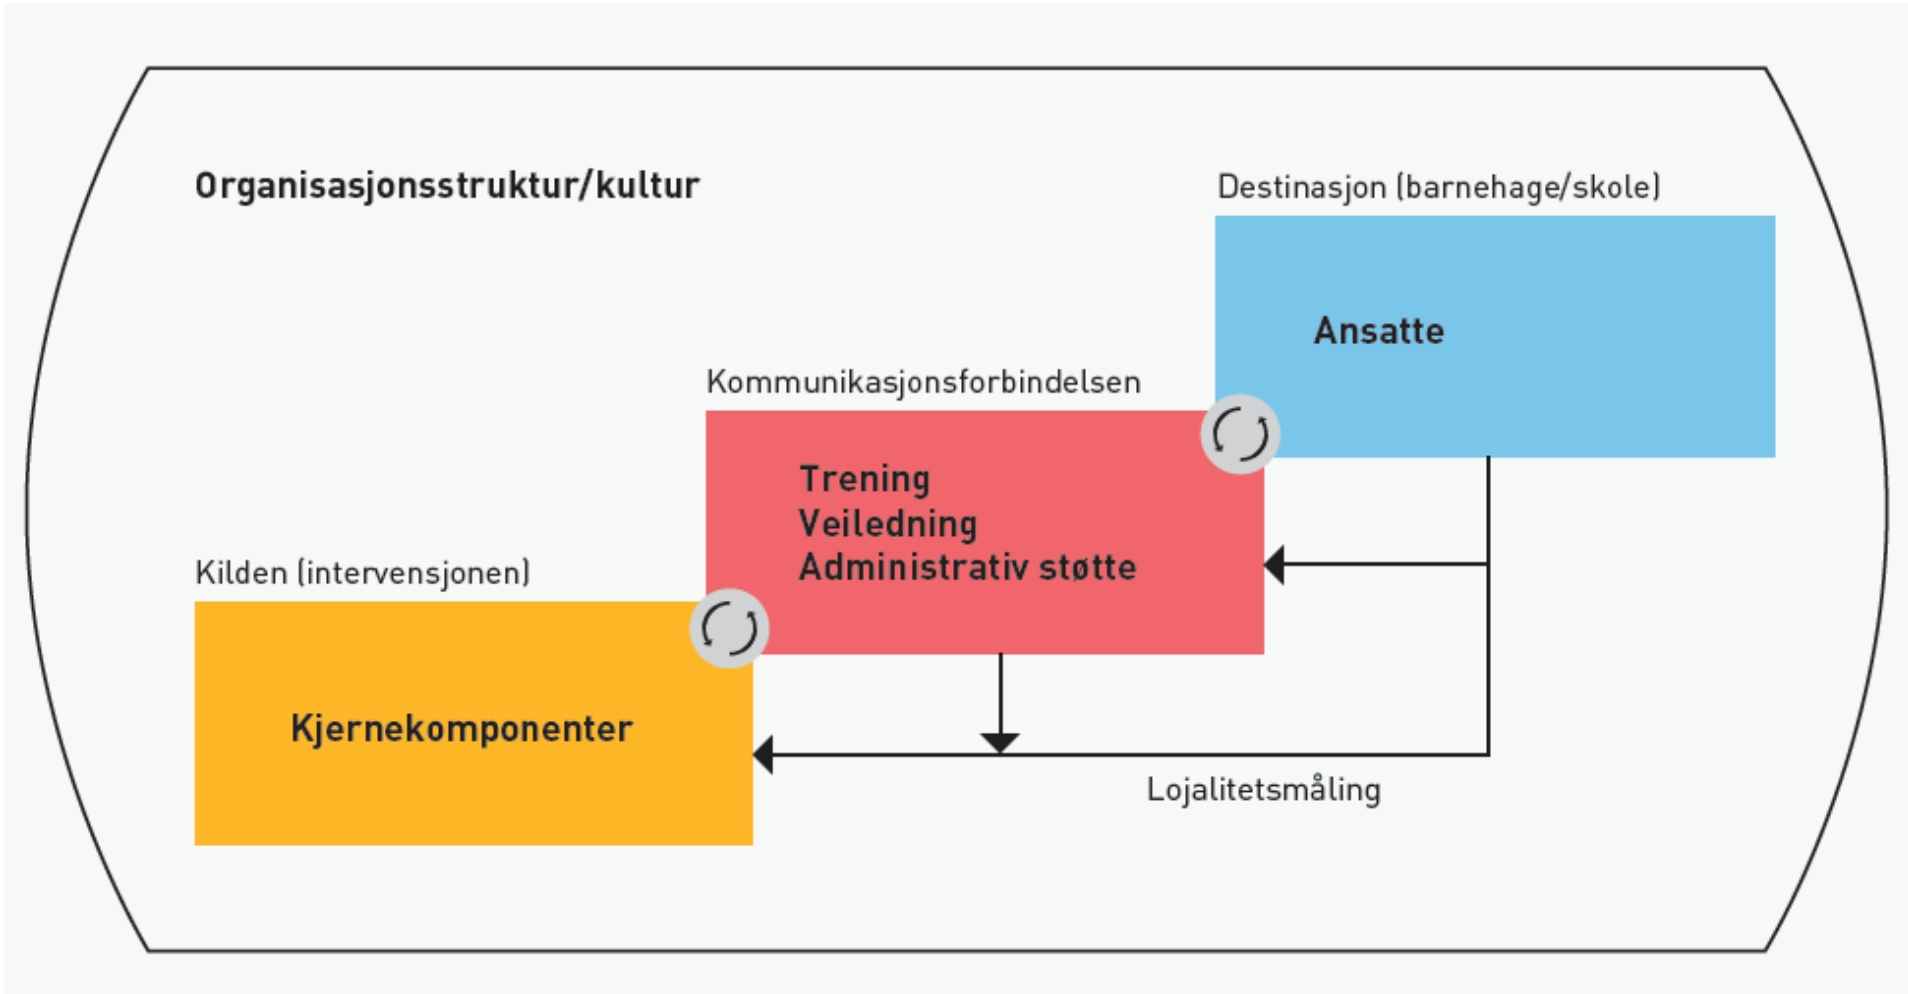 Organisasjonsstruktur/kultur
Destinasjon (barnehage/skole)
Ansatte
Kommunikasjonsforbindelsen
Trening
Veiledning
Administrativ støtte
Kilden (intervensjonen)
Kjernekomponenter
Lojalitetsmåling